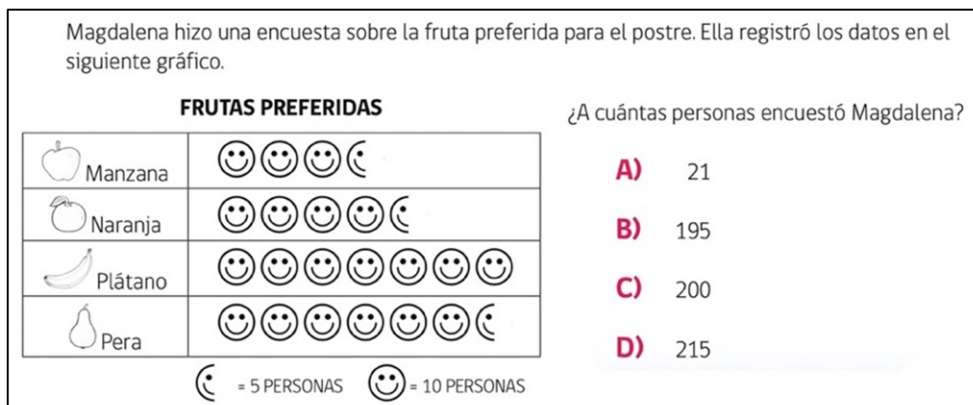 Magdalena hizo una encuesta sobre la fruta preferida para el postre. Ella registró los datos en el
siguiente gráfico.
FRUTAS PREFERIDAS
Manzana
Naranja
Plátano
Pera
= 5 PERSONAS = 10 PERSONAS
¿A cuántas personas encuestó Magdalena?
A) 21
B) 195
C) 200
D) 215